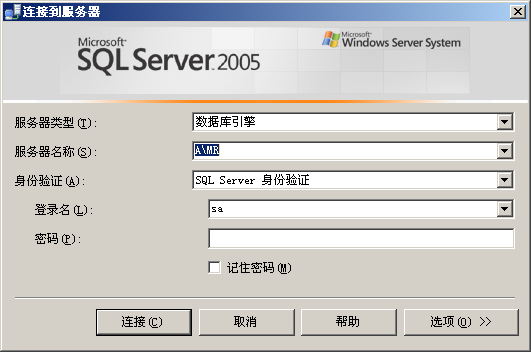 连接到服务器
Microsoft®
SQL Server 2005
Microsoft®
Windows Server System
服务器类型(T):
数据库引擎
服务器名称(S):
A\MR
身份验证(A):
SQL Server 身份验证
登录名(L):
sa
密码(P):
记住密码(M)
连接(C)
取消
帮助
选项(O) >>